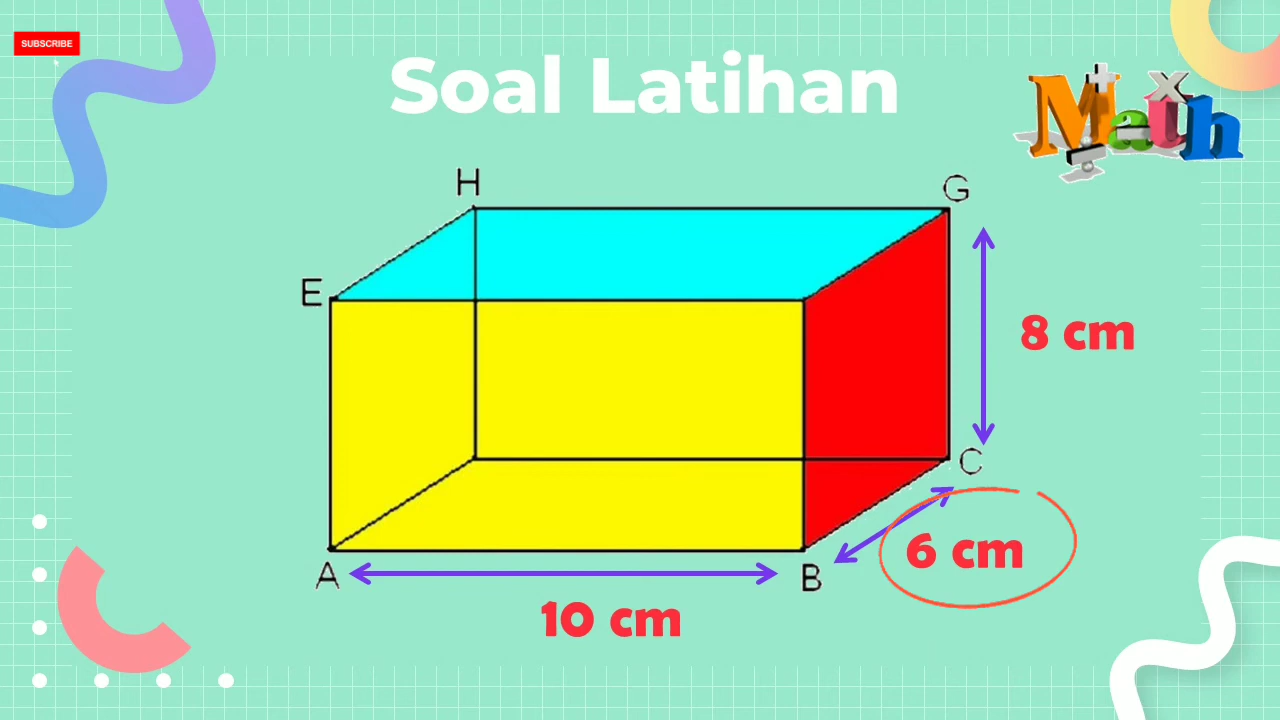 SUBSCRIBE
Soal Latihan
Math
H
G
E
8 cm
C
6 cm
A
B
10 cm